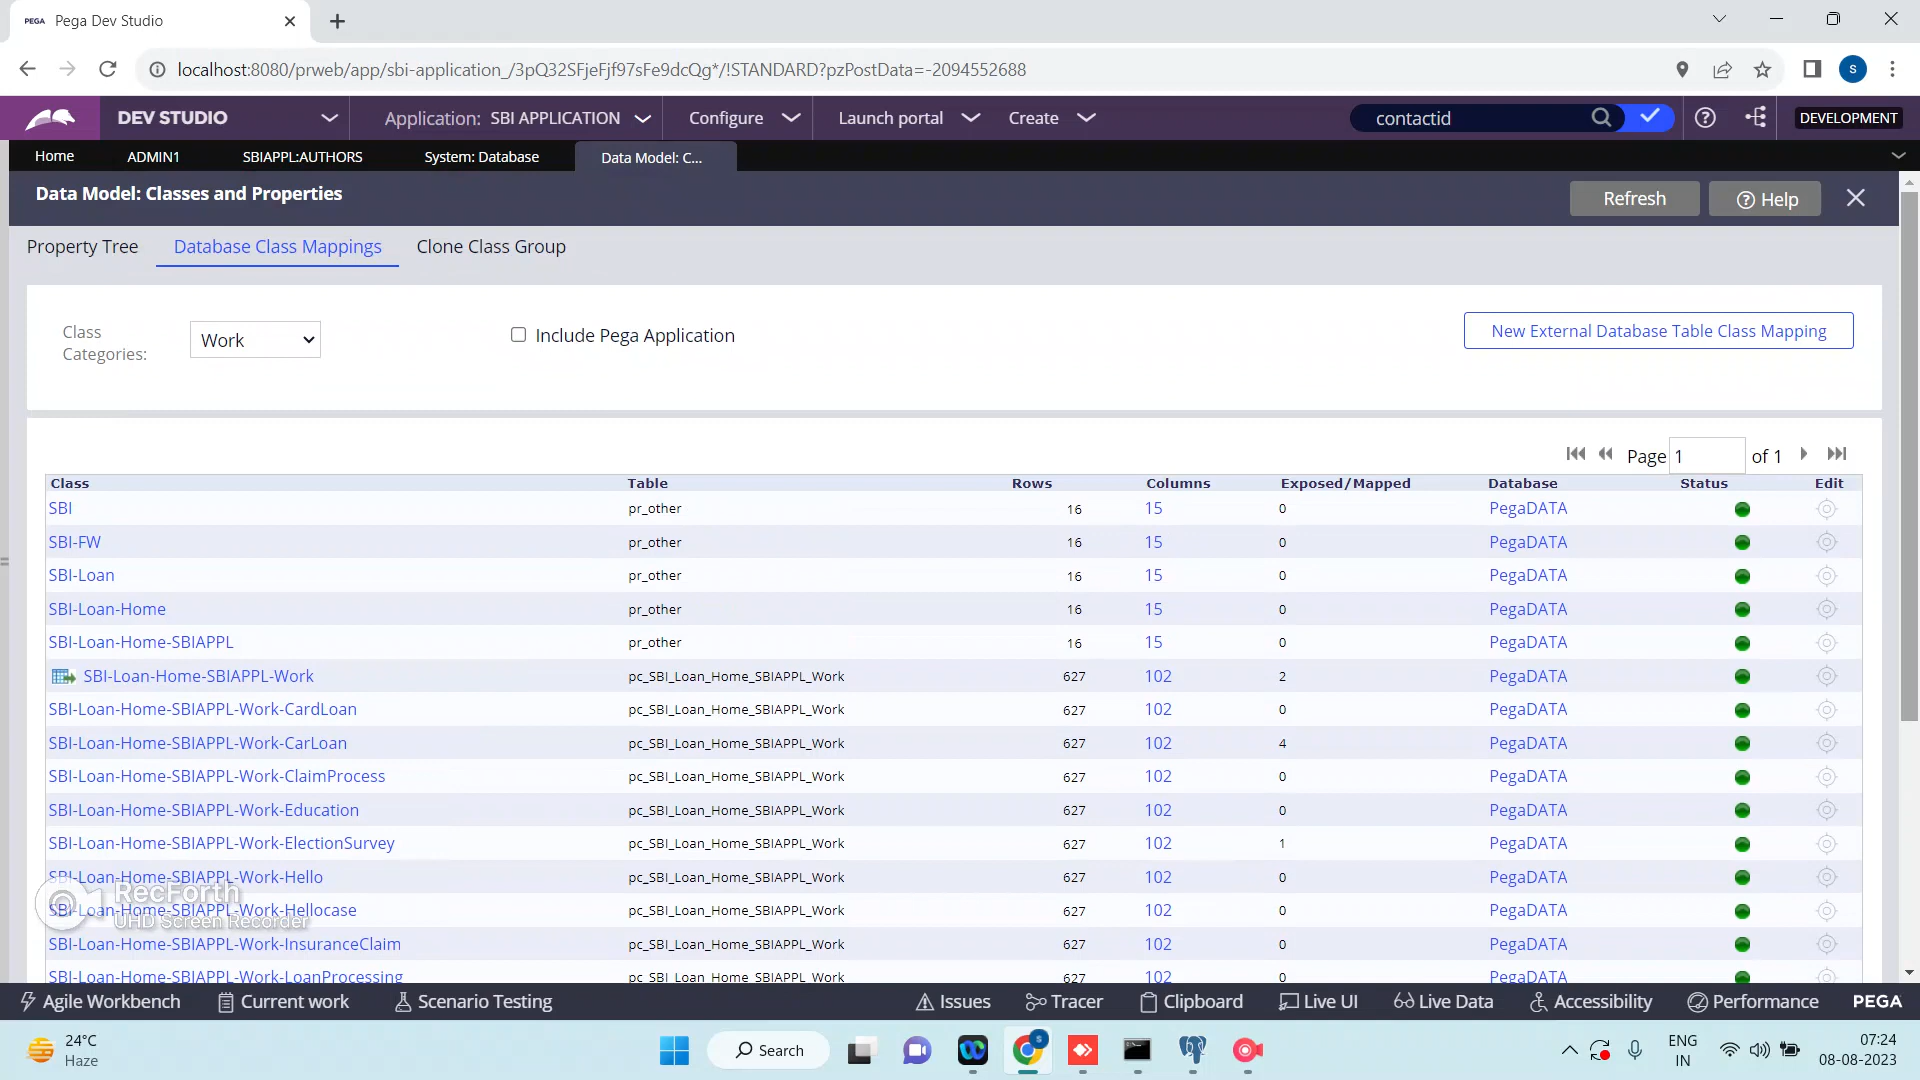 PEGA Pega Dev Studio
localhost:8080/prweb/app/sbi-application_/3pQ32SFjeFjf97sFe9dcQg*/!STANDARD?pzPostData=-2094552688
S
DEV STUDIO Application: SBI APPLICATION Configure Launch portal Create contactid DEVELOPMENT
Home ADMIN1 SBIAPPL:AUTHORS System: Database Data Model: C...
Data Model: Classes and Properties Refresh Help
Property Tree Database Class Mappings Clone Class Group
Class Categories: Work Include Pega Application New External Database Table Class Mapping
Page 1 of 1
Class Table Rows Columns Exposed/Mapped Database Status Edit
SBI pr_other 16 15 0 PegaDATA
SBI-FW pr_other 16 15 0 PegaDATA
SBI-Loan pr_other 16 15 0 PegaDATA
SBI-Loan-Home pr_other 16 15 0 PegaDATA
SBI-Loan-Home-SBIAPPL pr_other 16 15 0 PegaDATA
SBI-Loan-Home-SBIAPPL-Work pc_SBI_Loan_Home_SBIAPPL_Work 627 102 2 PegaDATA
SBI-Loan-Home-SBIAPPL-Work-CardLoan pc_SBI_Loan_Home_SBIAPPL_Work 627 102 0 PegaDATA
SBI-Loan-Home-SBIAPPL-Work-CarLoan pc_SBI_Loan_Home_SBIAPPL_Work 627 102 4 PegaDATA
SBI-Loan-Home-SBIAPPL-Work-ClaimProcess pc_SBI_Loan_Home_SBIAPPL_Work 627 102 0 PegaDATA
SBI-Loan-Home-SBIAPPL-Work-Education pc_SBI_Loan_Home_SBIAPPL_Work 627 102 0 PegaDATA
SBI-Loan-Home-SBIAPPL-Work-ElectionSurvey pc_SBI_Loan_Home_SBIAPPL_Work 627 102 1 PegaDATA
SBI-Loan-Home-SBIAPPL-Work-Hello pc_SBI_Loan_Home_SBIAPPL_Work 627 102 0 PegaDATA
RecForth
SBI-Loan-Home-SBIAPPL-Work-Hellocase pc_SBI_Loan_Home_SBIAPPL_Work 627 102 0 PegaDATA
UHD Screen Recorder
SBI-Loan-Home-SBIAPPL-Work-InsuranceClaim pc_SBI_Loan_Home_SBIAPPL_Work 627 102 0 PegaDATA
SBI-Loan-Home-SBIAPPL-Work-LoanProcessing pc_SBI_Loan_Home_SBIAPPL_Work 627 102 0 PegaDATA
Agile Workbench Current work Scenario Testing Issues Tracer Clipboard Live UI Live Data Accessibility Performance PEGA
24°C Search ENG 07:24
Haze IN 08-08-2023